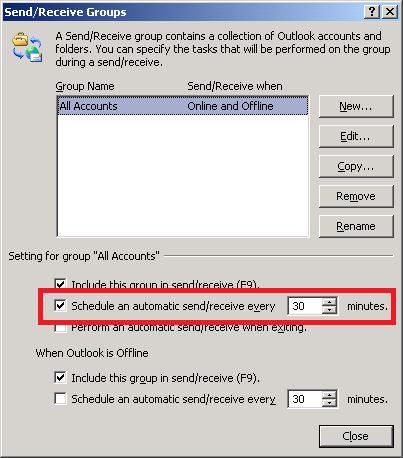 Send/Receive Groups
A Send/Receive group contains a collection of Outlook accounts and
folders. You can specify the tasks that will be performed on the group
during a send/receive.
Group Name Send/Receive when
All Accounts Online and Offline
New...
Edit...
Copy...
Remove
Rename
Setting for group "All Accounts"
Include this group in send/receive (F9).
Schedule an automatic send/receive every 30 minutes.
Perform an automatic send/receive when exiting.
When Outlook is Offline
Include this group in send/receive (F9).
Schedule an automatic send/receive every 30 minutes.
Close